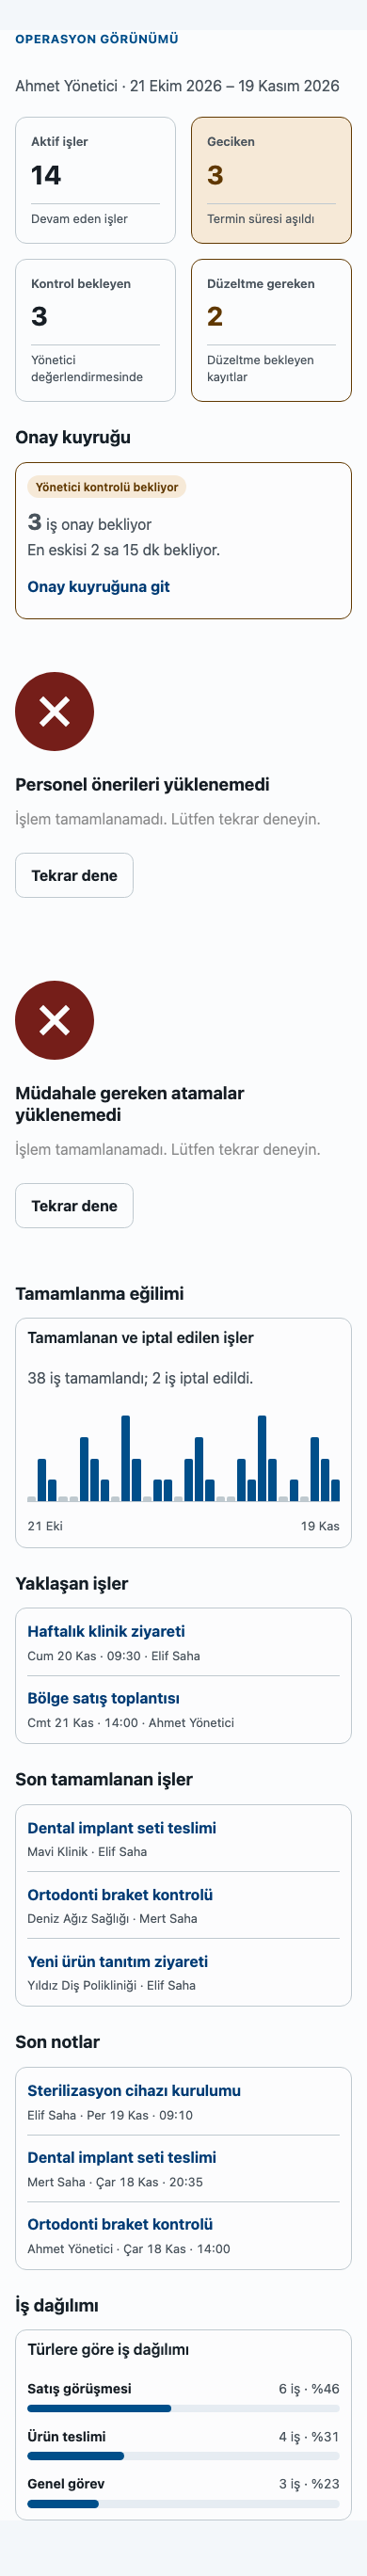 OPERASYON GÖRÜNÜMÜ
Ahmet Yönetici · 21 Ekim 2026 – 19 Kasım 2026
Aktif işler
14
Devam eden işler
Geciken
3
Termin süresi aşıldı
Kontrol bekleyen
3
Yönetici
değerlendirmesinde
Düzeltme gereken
2
Düzeltme bekleyen
kayıtlar
Onay kuyruğu
Yönetici kontrolü bekliyor
3 iş onay bekliyor
En eskisi 2 sa 15 dk bekliyor.
Onay kuyruğuna git
Personel önerileri yüklenemedi
İşlem tamamlanamadı. Lütfen tekrar deneyin.
Tekrar dene
Müdahale gereken atamalar
yüklenemedi
İşlem tamamlanamadı. Lütfen tekrar deneyin.
Tekrar dene
Tamamlanma eğilimi
Tamamlanan ve iptal edilen işler
38 iş tamamlandı; 2 iş iptal edildi.
21 Eki 19 Kas
Yaklaşan işler
Haftalık klinik ziyareti
Cum 20 Kas · 09:30 · Elif Saha
Bölge satış toplantısı
Cmt 21 Kas · 14:00 · Ahmet Yönetici
Son tamamlanan işler
Dental implant seti teslimi
Mavi Klinik · Elif Saha
Ortodonti braket kontrolü
Deniz Ağız Sağlığı · Mert Saha
Yeni ürün tanıtım ziyareti
Yıldız Diş Polikliniği · Elif Saha
Son notlar
Sterilizasyon cihazı kurulumu
Elif Saha · Per 19 Kas · 09:10
Dental implant seti teslimi
Mert Saha · Çar 18 Kas · 20:35
Ortodonti braket kontrolü
Ahmet Yönetici · Çar 18 Kas · 14:00
İş dağılımı
Türlere göre iş dağılımı
Satış görüşmesi 6 iş · %46
Ürün teslimi 4 iş · %31
Genel görev 3 iş · %23